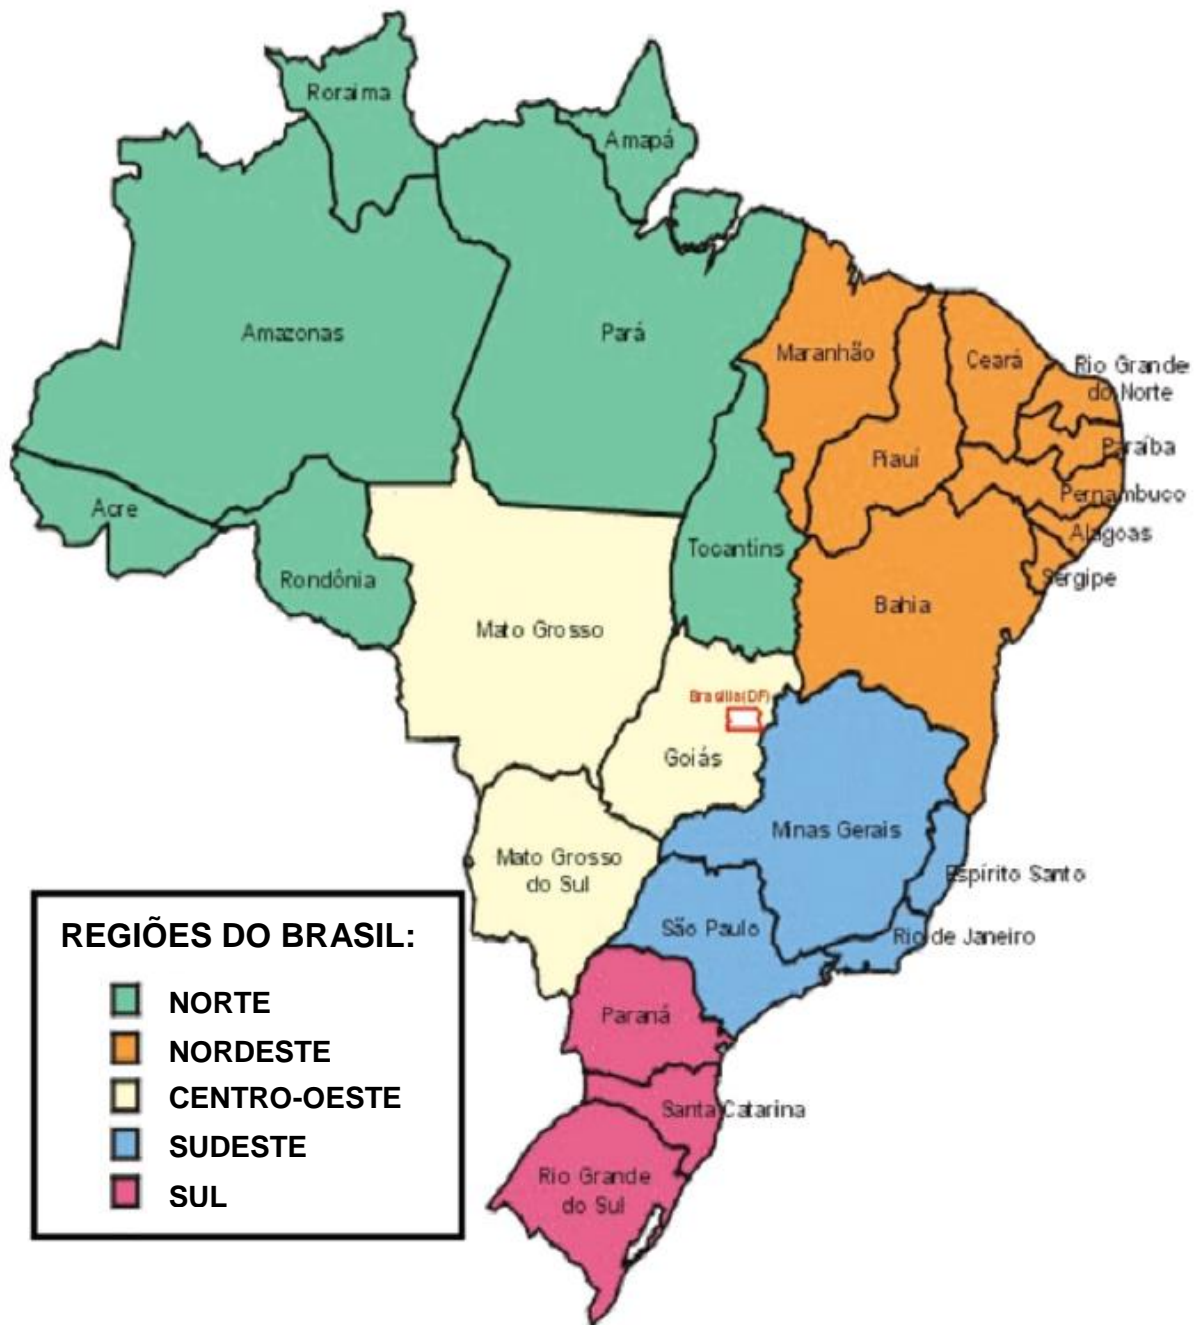 Roraima
Amapá
Amazonas
Pará
Maranhão
Ceará
Rio Grande
do Norte
Paraíba
Piauí
Pernambuco
Acre
Alagoas
Tocantins
Rondônia
Sergipe
Bahia
Mato Grosso
Brasília(DF)
Goiás
Minas Gerais
Mato Grosso
do Sul
Espírito Santo
São Paulo
Rio de Janeiro
Paraná
Santa Catarina
Rio Grande
do Sul
REGIÕES DO BRASIL:
NORTE
NORDESTE
CENTRO-OESTE
SUDESTE
SUL